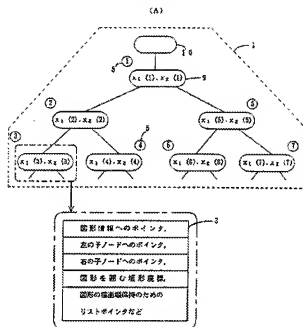 (A)
1
10
5 ①
x₁ (1), x₂ (1)
9
②
x₁ (2), x₂ (2)
⑤
x₁ (5), x₂ (5)
③
x₁ (3), x₂ (3)
④
x₁ (4), x₂ (4)
⑥
x₁ (6), x₂ (6)
⑦
x₁ (7), x₂ (7)
図形情報へのポインタ,
左の子ノードへのポインタ,
右の子ノードへのポインタ,
図形を囲む矩形座標,
図形の描画順保持のための
リストポインタなど